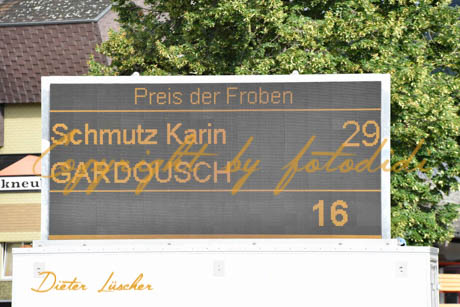 Preis der Froben
Schmutz Karin 29
GARDOUSCH
Copyright by fotodidi
kneu
16
Dieter Lüscher